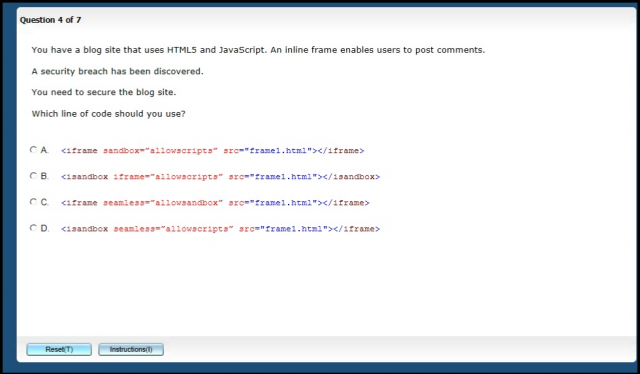 Question 4 of 7
You have a blog site that uses HTML5 and JavaScript. An inline frame enables users to post comments.
A security breach has been discovered.
You need to secure the blog site.
Which line of code should you use?
A. <iframe sandbox="allowscripts" src="frame1.html"></iframe>
B. <isandbox iframe="allowscripts" src="frame1.html"></isandbox>
C. <iframe seamless="allowsandbox" src="frame1.html"></iframe>
D. <isandbox seamless="allowscripts" src="frame1.html"></iframe>
Reset(T) Instructions(I)